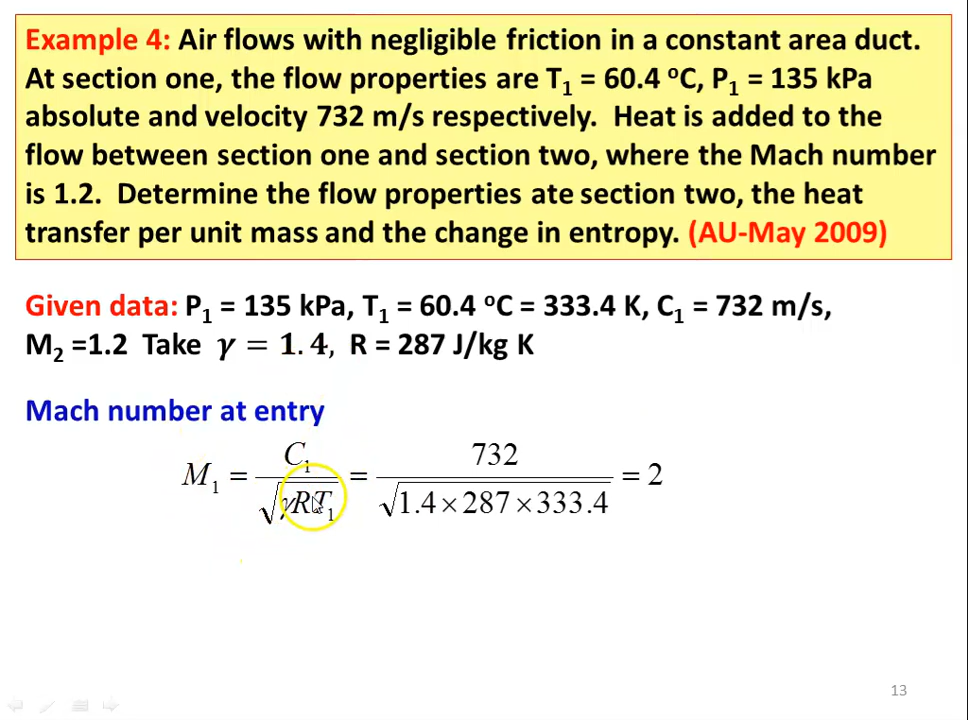 Example 4: Air flows with negligible friction in a constant area duct.
At section one, the flow properties are T₁ = 60.4 ºC, P₁ = 135 kPa
absolute and velocity 732 m/s respectively. Heat is added to the
flow between section one and section two, where the Mach number
is 1.2. Determine the flow properties ate section two, the heat
transfer per unit mass and the change in entropy. (AU-May 2009)
Given data: P₁ = 135 kPa, T₁ = 60.4 ºC = 333.4 K, C₁ = 732 m/s,
M₂ =1.2 Take γ = 1.4, R = 287 J/kg K
Mach number at entry
M₁ = C₁ / √(γRT₁) = 732 / √(1.4 × 287 × 333.4) = 2
13